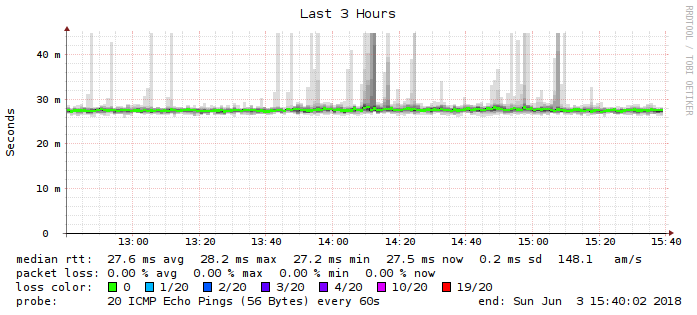 Last 3 Hours
RRDTOOL / TOBI OETIKER
Seconds
40 m
30 m
20 m
10 m
0
13:00 13:20 13:40 14:00 14:20 14:40 15:00 15:20 15:40
median rtt: 27.6 ms avg 28.2 ms max 27.2 ms min 27.5 ms now 0.2 ms sd 148.1 am/s
packet loss: 0.00 % avg 0.00 % max 0.00 % min 0.00 % now
loss color: 0 1/20 2/20 3/20 4/20 10/20 19/20
probe: 20 ICMP Echo Pings (56 Bytes) every 60s end: Sun Jun 3 15:40:02 2018